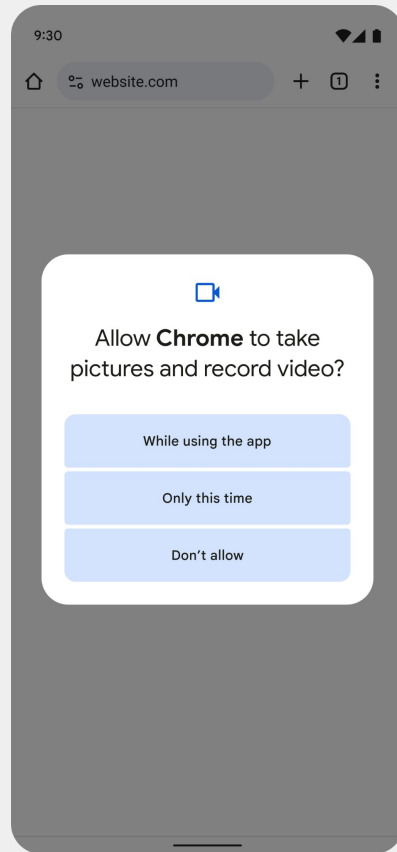 9:30
website.com
1
Allow Chrome to take
pictures and record video?
While using the app
Only this time
Don’t allow